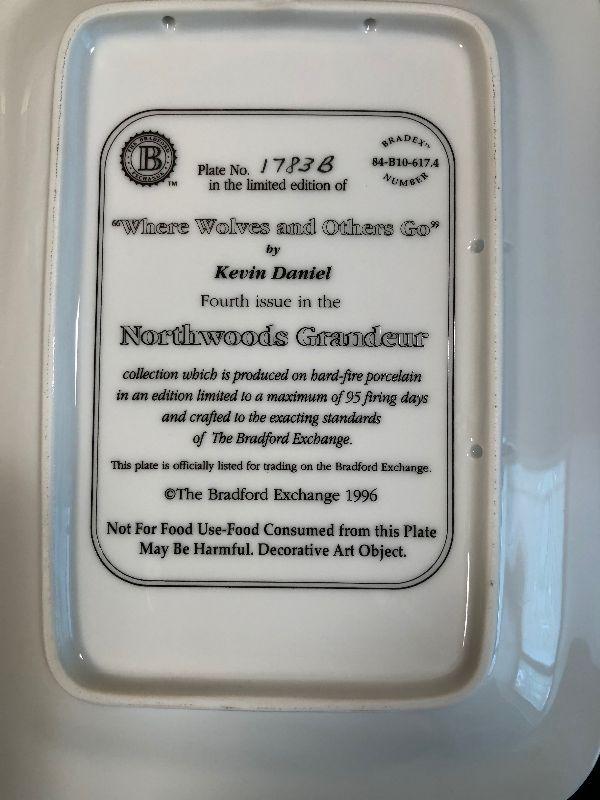 THE BRADFORD EXCHANGE
B
TM
Plate No. 1783B
in the limited edition of
BRADEX™
84-B10-617.4
NUMBER
“Where Wolves and Others Go”
by
Kevin Daniel
Fourth issue in the
Northwoods Grandeur
collection which is produced on hard-fire porcelain
in an edition limited to a maximum of 95 firing days
and crafted to the exacting standards
of The Bradford Exchange.
This plate is officially listed for trading on the Bradford Exchange.
©The Bradford Exchange 1996
Not For Food Use-Food Consumed from this Plate
May Be Harmful. Decorative Art Object.